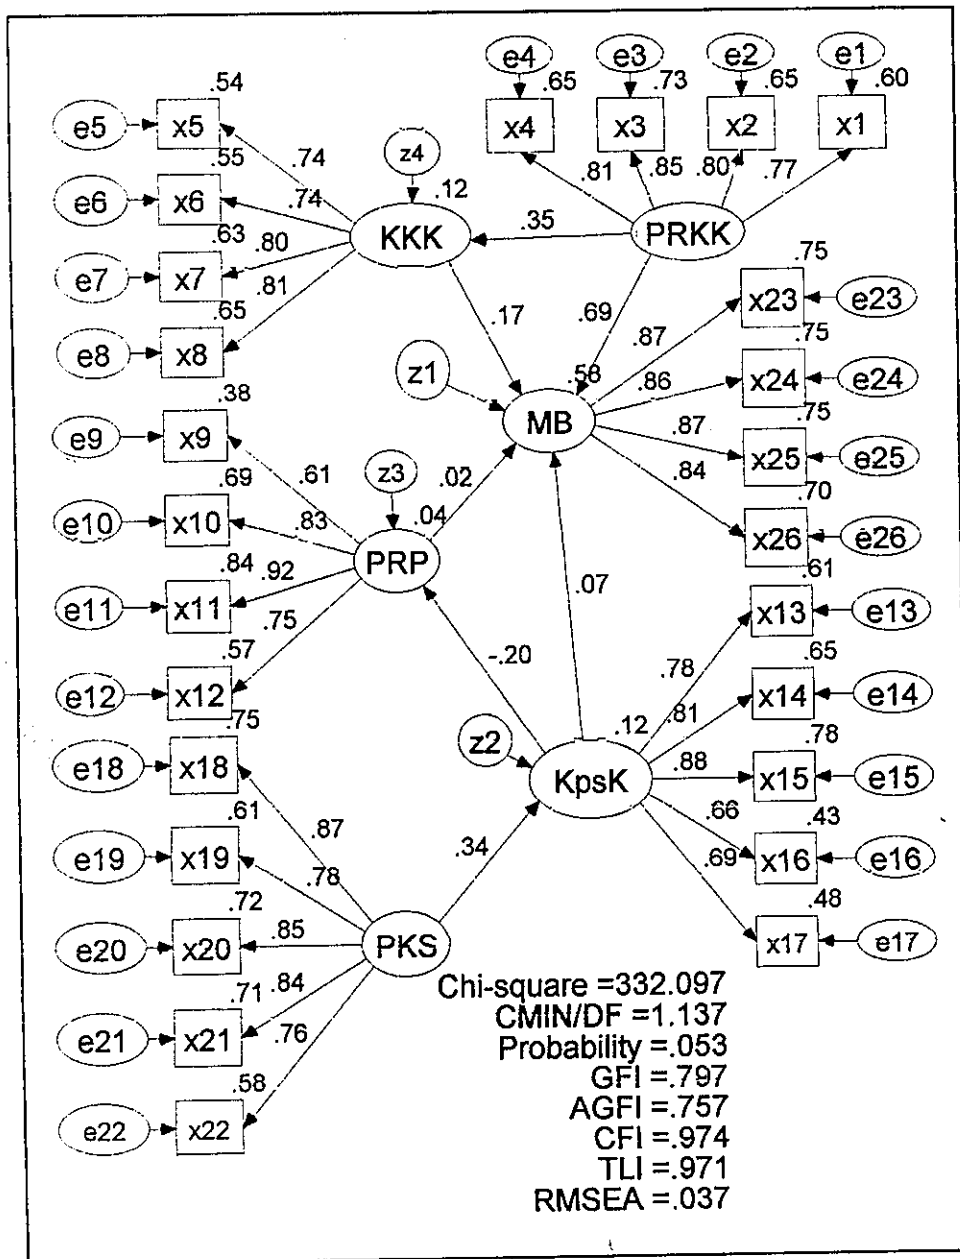 e4 e3 e2 e1
.65 .73 .65 .60
x4 x3 x2 x1
.81 .85 .80 .77
.54
e5 x5
.55 .74 z4
e6 x6 .74 .12
KKK .35 PRKK
.63
e7 x7 .80
.65 .81
e8 x8
.17 .69
.75
x23 e23
.87 .75
z1 .58 .86 x24 e24
MB .75
.87 x25 e25
.84 .70
x26 e26
.38
e9 x9
.69 .61 z3 .02
e10 x10 .83 .04
PRP
.84 .92
e11 x11 .75
.57
e12 x12
-.20 .07
.61
x13 e13
.78 .65
.12 .81 x14 e14
z2 KpsK .78
.88 x15 e15
.66 .43
x16 e16
.69 .48
x17 e17
.75
e18 x18
.61 .87 .34
e19 x19
.78
.72
e20 x20 .85 PKS
.71 .84
e21 x21 .76
.58
e22 x22
Chi-square =332.097
CMIN/DF =1.137
Probability =.053
GFI =.797
AGFI =.757
CFI =.974
TLI =.971
RMSEA =.037